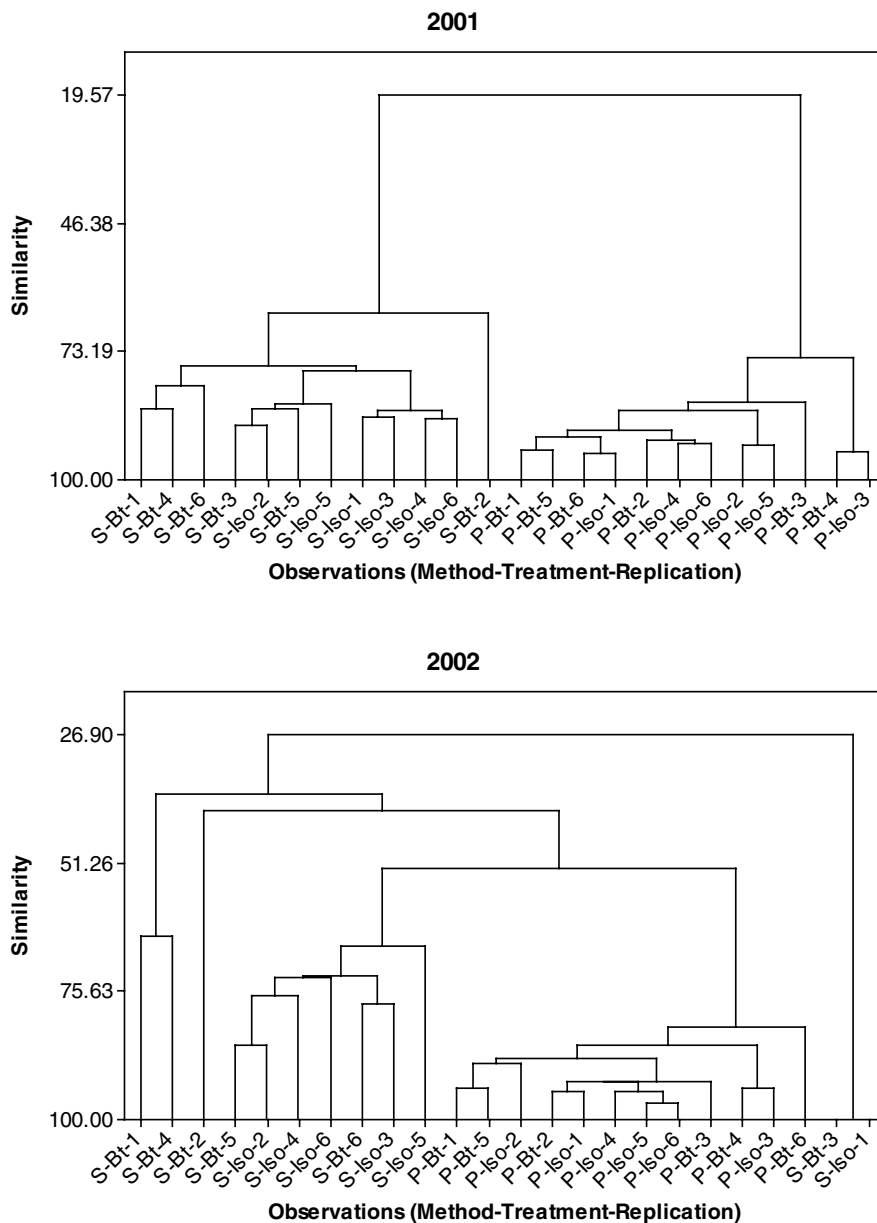 2001
Similarity
19.57
46.38
73.19
100.00
S-Bt-1
S-Bt-4
S-Bt-6
S-Bt-3
S-Iso-2
S-Bt-5
S-Iso-5
S-Iso-1
S-Iso-3
S-Iso-4
S-Iso-6
S-Bt-2
P-Bt-1
P-Bt-5
P-Bt-6
P-Iso-1
P-Bt-2
P-Iso-4
P-Iso-6
P-Iso-2
P-Iso-5
P-Bt-3
P-Bt-4
P-Iso-3
Observations (Method-Treatment-Replication)
2002
Similarity
26.90
51.26
75.63
100.00
S-Bt-1
S-Bt-4
S-Bt-2
S-Bt-5
S-Iso-2
S-Iso-4
S-Iso-6
S-Bt-6
S-Iso-3
S-Iso-5
P-Bt-1
P-Bt-5
P-Iso-2
P-Bt-2
P-Iso-1
P-Iso-4
P-Iso-5
P-Iso-6
P-Bt-3
P-Bt-4
P-Iso-3
P-Bt-6
S-Bt-3
S-Iso-1
Observations (Method-Treatment-Replication)